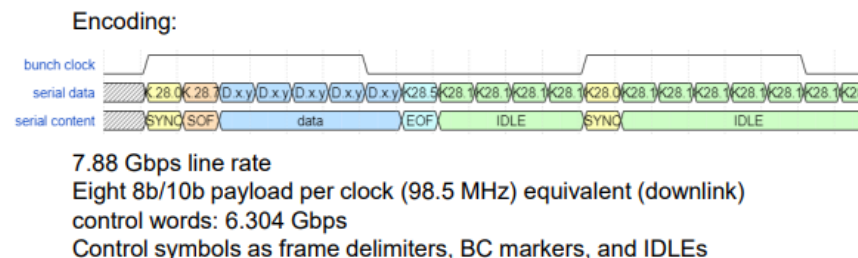 Encoding:
bunch clock
serial data K.28.0 K.28.7 D.x.y D.x.y D.x.y D.x.y D.x.y K28.5 K28.1 K28.1 K28.1 K28.1 K28.0 K28.1 K28.1 K28.1 K28.1 K28.1 K2
serial content SYNC SOF data EOF IDLE SYNC IDLE
7.88 Gbps line rate
Eight 8b/10b payload per clock (98.5 MHz) equivalent (downlink)
control words: 6.304 Gbps
Control symbols as frame delimiters, BC markers, and IDLEs